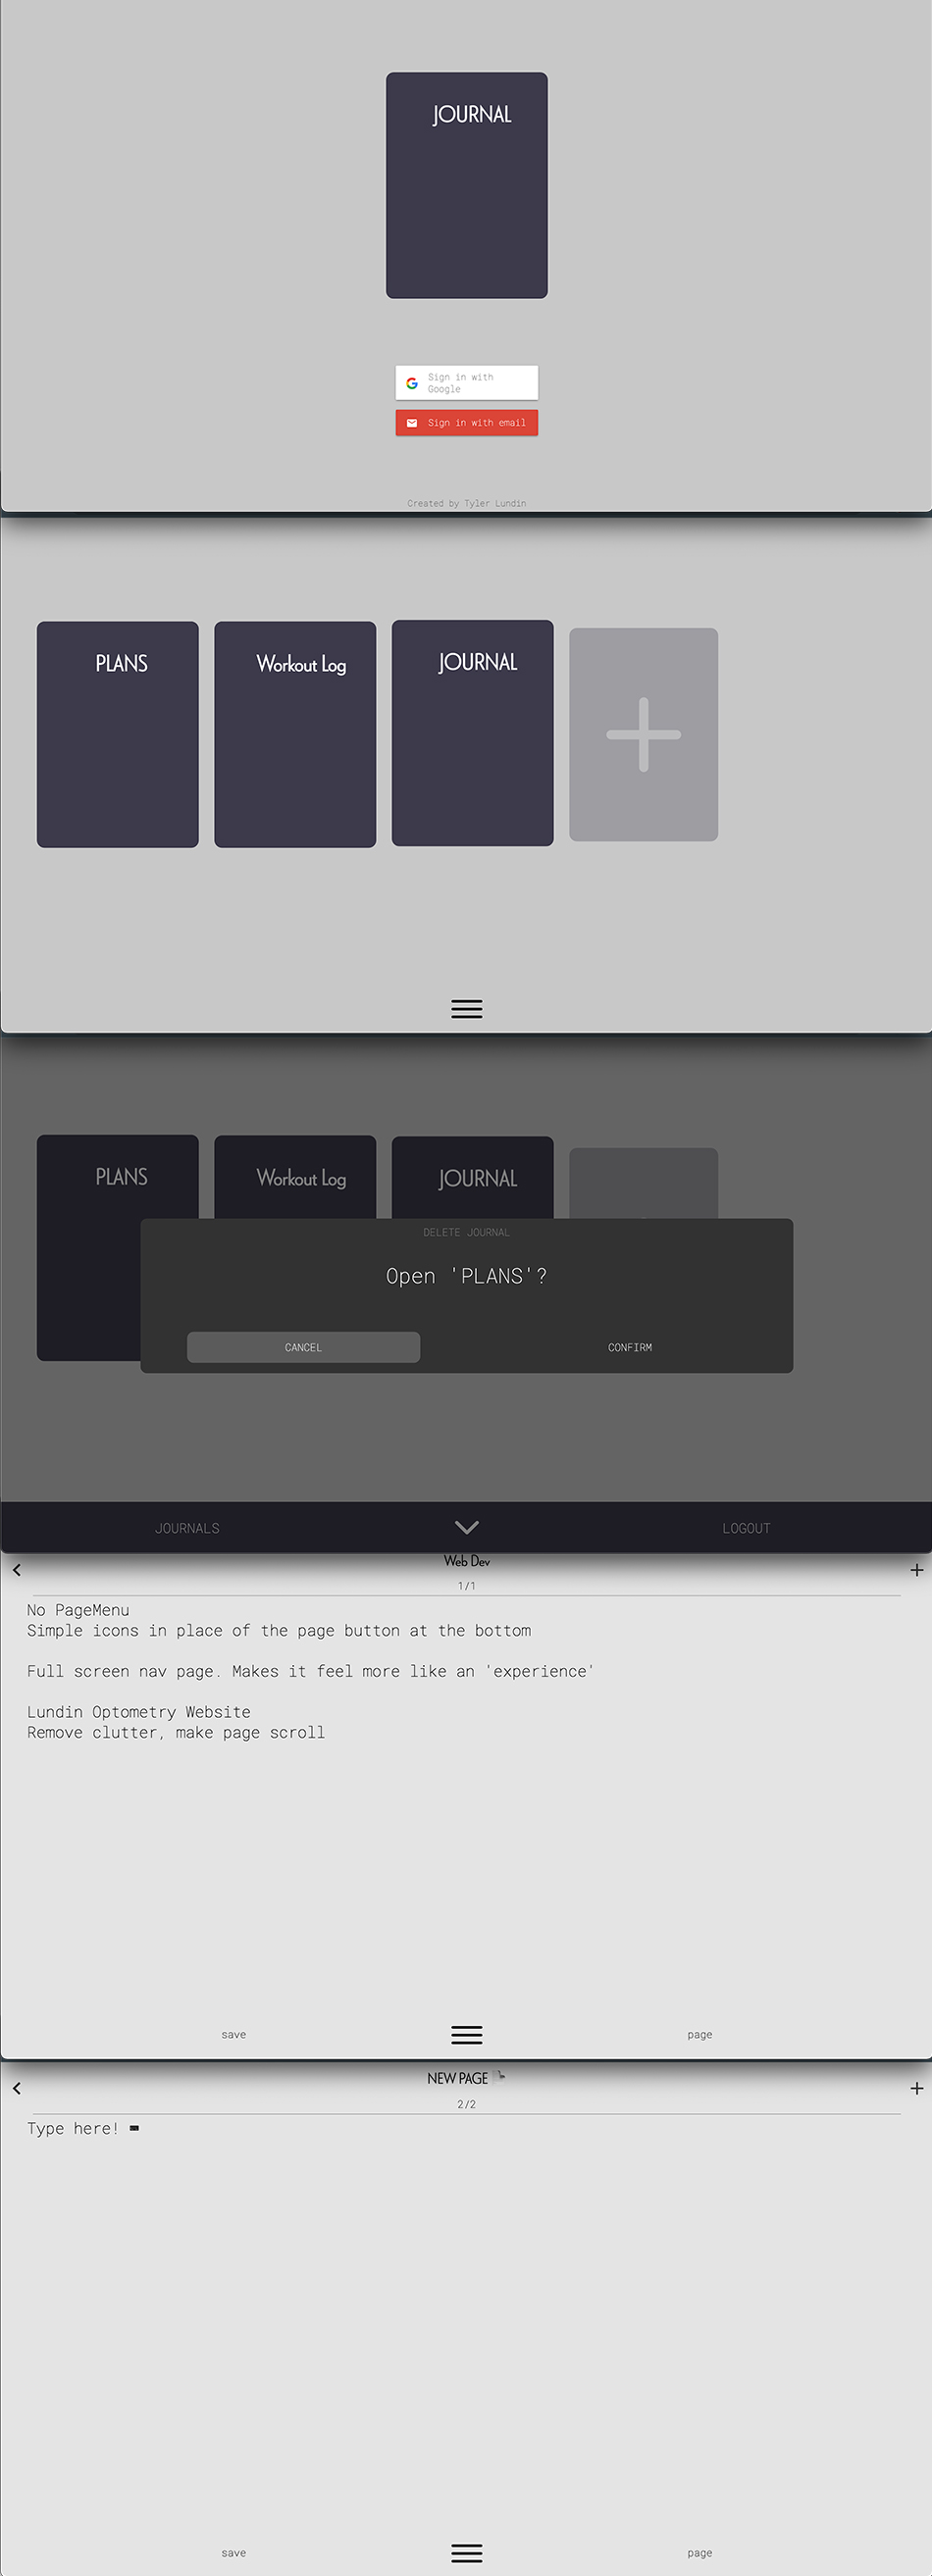 JOURNAL
Sign in with
Google
Sign in with email
Created by Tyler Lundin
PLANS
Workout Log
JOURNAL
PLANS
Workout Log
JOURNAL
DELETE JOURNAL
Open 'PLANS'?
CANCEL
CONFIRM
JOURNALS
LOGOUT
Web Dev
1/1
No PageMenu
Simple icons in place of the page button at the bottom
Full screen nav page. Makes it feel more like an 'experience'
Lundin Optometry Website
Remove clutter, make page scroll
save
page
NEW PAGE
2/2
Type here!
save
page